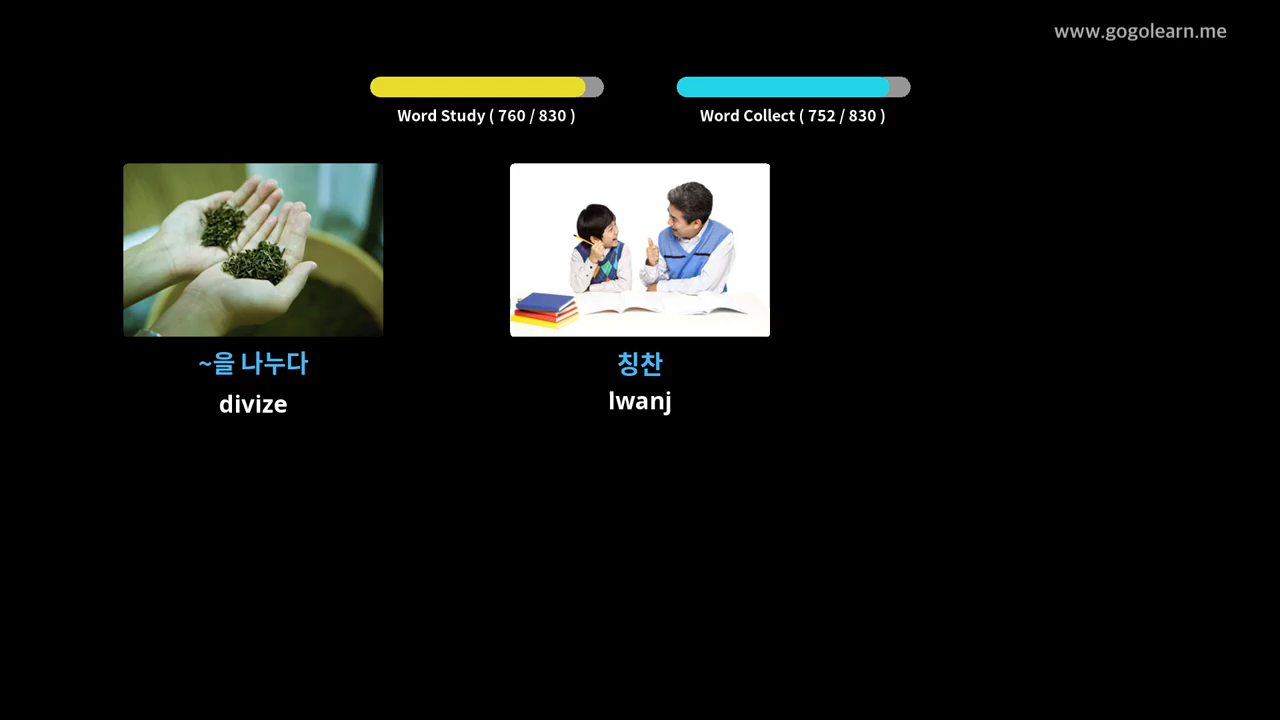 www.gogolearn.me
Word Study ( 760 / 830 )
Word Collect ( 752 / 830 )
~을 나누다
divize
칭찬
lwanj